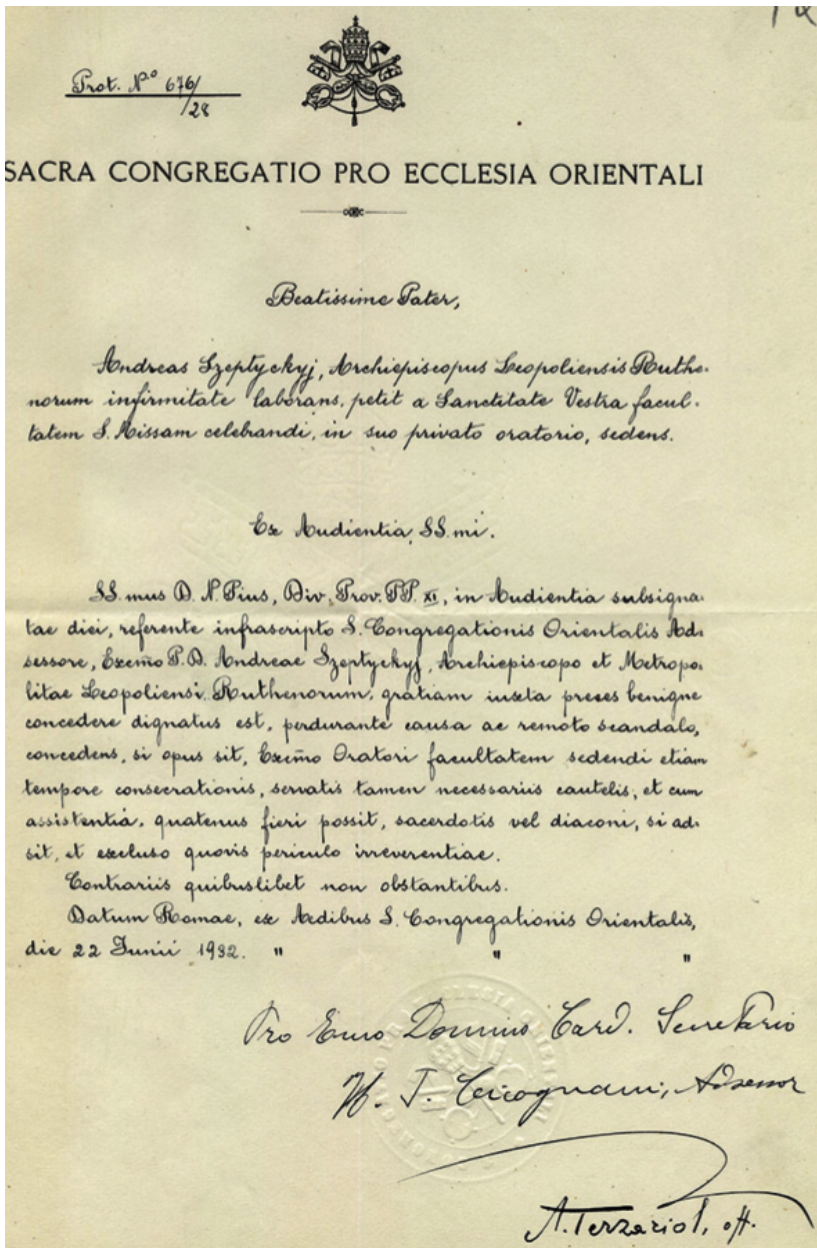 Prot. Nº 676/28
SACRA CONGREGATIO PRO ECCLESIA ORIENTALI
Beatissime Pater,
Andreas Szeptyckyj, Archiepiscopus Leopoliensis Ruthe-
norum infirmitate laborans, petit a Sanctitate Vestra facul-
tatem S. Missam celebrandi, in suo privato oratorio, sedens.
Ex Audientia SS.mi.
SS.mus D. N. Pius, Div. Prov. PP. XI, in Audientia subsigna-
tae diei, referente infrascripto S. Congregationis Orientalis Ad-
sessore, Excm̃o P. D. Andreae Szeptyckyj, Archiepiscopo et Metropo-
litae Leopoliensi Ruthenorum, gratiam iuxta preces benigne
concedere dignatus est, perdurante causa ac remoto scandalo,
concedens, si opus sit, Excm̃o Oratori facultatem sedendi etiam
tempore consecrationis, servatis tamen necessariis cautelis, et cum
assistentia, quatenus fieri possit, sacerdotis vel diaconi, si ad-
sit, et excluso quovis periculo irreverentiae.
Contrariis quibuslibet non obstantibus.
Datum Romae, ex Aedibus S. Congregationis Orientalis,
die 22 Junii 1932. " " "
Pro Emo Domino Card. Secretario
J. Cicognani, Adsessor
A. Terzariol, off.